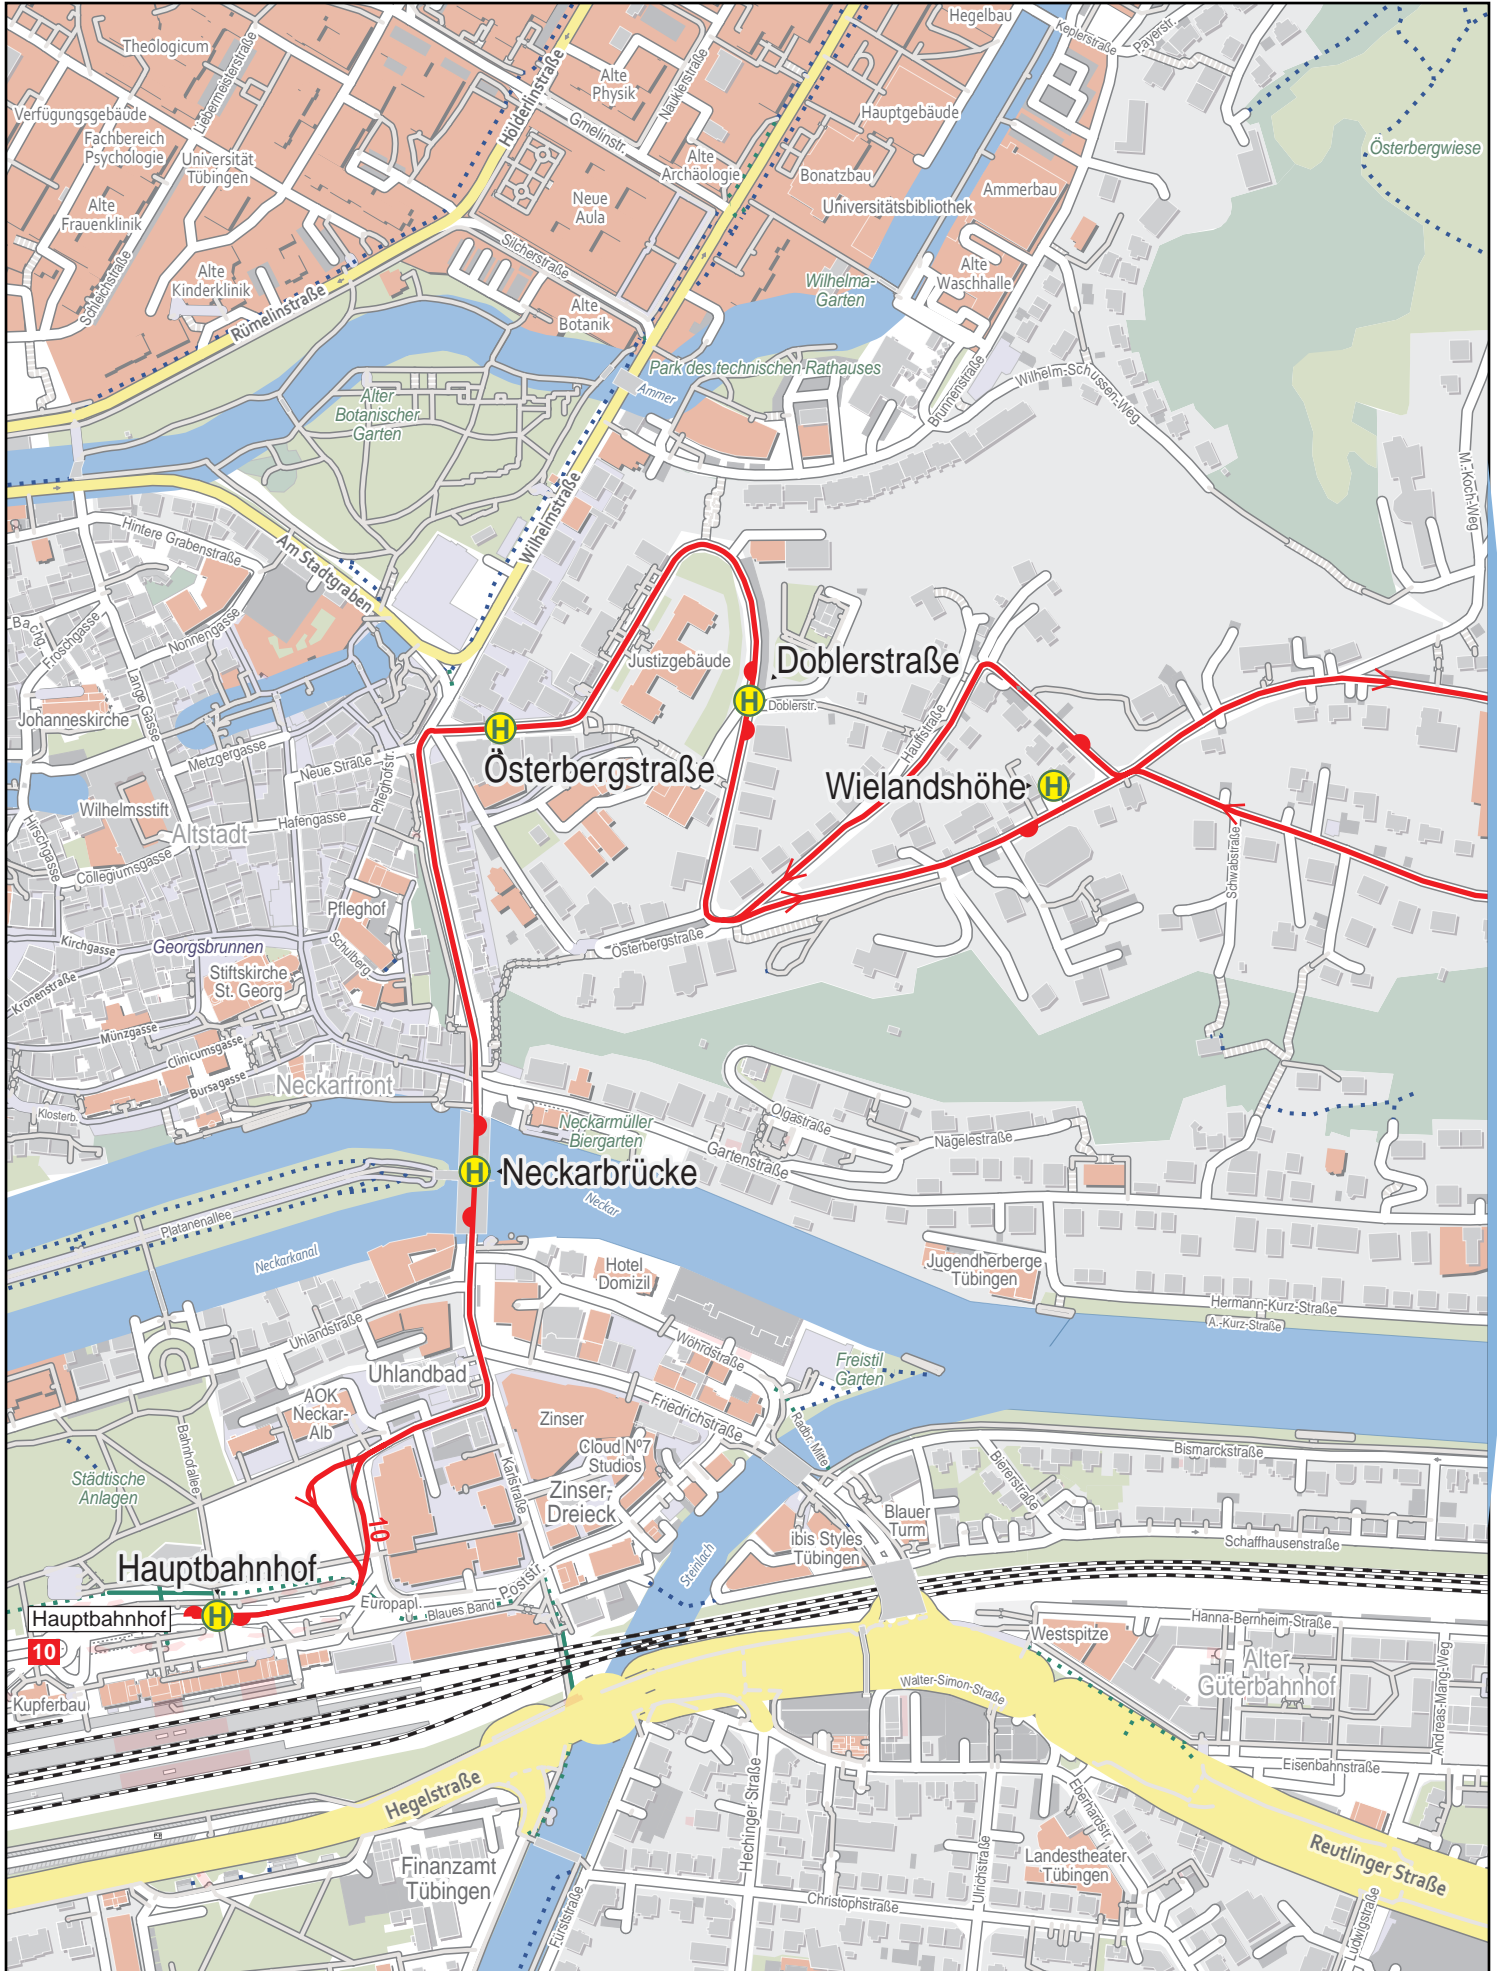 Hegelbau
Keplerstraße
Payerstr.
Theologicum
Liebermeisterstraße
Hölderlinstraße
Alte
Physik
Nauklerstraße
Verfügungsgebäude
Hauptgebäude
Gmelinstr.
Fachbereich
Psychologie
Universität
Tübingen
Alte
Archäologie
Bonatzbau
Österbergwiese
Ammerbau
Alte
Frauenklinik
Neue
Aula
Universitätsbibliothek
Silcherstraße
Schleichstraße
Alte
Kinderklinik
Rümelinstraße
Alte
Botanik
Wilhelma-
Garten
Alte
Waschhalle
Park des technischen Rathauses
Ammer
Brunnenstraße
Wilhelm-Schussen-Weg
Alter
Botanischer
Garten
M.-Koch-Weg
Wilhelmstraße
Hintere Grabenstraße
Am Stadtgraben
Bachg.
Froschgasse
Nonnengasse
Lange Gasse
Justizgebäude
Doblerstraße
H
Doblerstr.
Johanneskirche
H
Österbergstraße
Hauffstraße
Metzgergasse
Neue Straße
Pfleghofstr.
Wielandshöhe
H
Wilhelmsstift
Altstadt
Hafengasse
Hirschgasse
Collegiumsgasse
Schwabstraße
Pfleghof
Schulberg
Kirchgasse
Georgsbrunnen
Österbergstraße
Stiftskirche
St. Georg
Kronenstraße
Münzgasse
Clinicumsgasse
Bursagasse
Neckarfront
Klosterb.
Neckarmüller
Biergarten
Olgastraße
Nägelestraße
Gartenstraße
H
Neckarbrücke
Neckar
Platanenallee
Neckarkanal
Hotel
Domizil
Jugendherberge
Tübingen
Hermann-Kurz-Straße
A.-Kurz-Straße
Uhlandstraße
Wöhrdstraße
Freistil
Garten
Uhlandbad
AOK
Neckar-
Alb
Zinser
Friedrichstraße
Radbr. Mitte
Bahnhofallee
Cloud Nº7
Studios
Bismarckstraße
Städtische
Anlagen
Karlstraße
Zinser-
Dreieck
Biererstraße
Blauer
Turm
10
ibis Styles
Tübingen
Schaffhausenstraße
Hauptbahnhof
Steinlach
Poststr.
Europapl.
Blaues Band
Hauptbahnhof
H
10
Hanna-Bernheim-Straße
Westspitze
Alter
Güterbahnhof
Andreas-Mang-Weg
Kupferbau
Walter-Simon-Straße
Eisenbahnstraße
Hegelstraße
Hechinger Straße
Eberhardstr.
Reutlinger Straße
Finanzamt
Tübingen
Landestheater
Tübingen
Ulrichstraße
Christophstraße
Fürststraße
Ludwigstraße